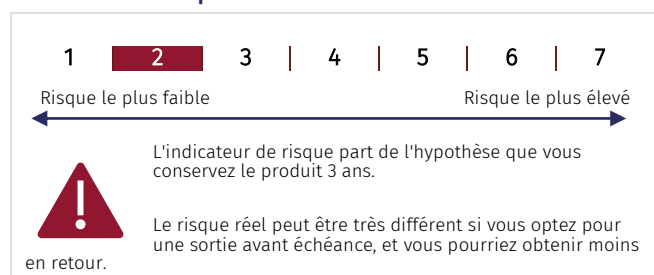 1 2 3 4 5 6 7
Risque le plus faible Risque le plus élevé
L'indicateur de risque part de l'hypothèse que vous
conservez le produit 3 ans.
Le risque réel peut être très différent si vous optez pour
une sortie avant échéance, et vous pourriez obtenir moins
en retour.